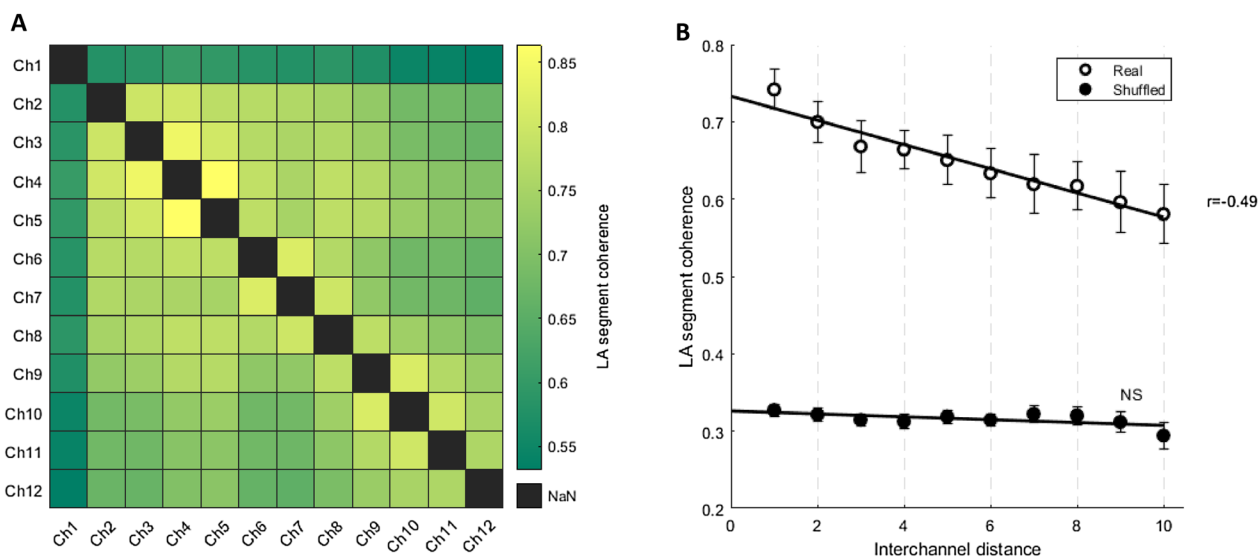 A
Ch1
Ch2
Ch3
Ch4
Ch5
Ch6
Ch7
Ch8
Ch9
Ch10
Ch11
Ch12
Ch1
Ch2
Ch3
Ch4
Ch5
Ch6
Ch7
Ch8
Ch9
Ch10
Ch11
Ch12
0.85
0.8
0.75
0.7
0.65
0.6
0.55
NaN
LA segment coherence
B
0.8
0.7
0.6
0.5
0.4
0.3
0.2
LA segment coherence
Real
Shuffled
r=-0.49
NS
0
2
4
6
8
10
Interchannel distance